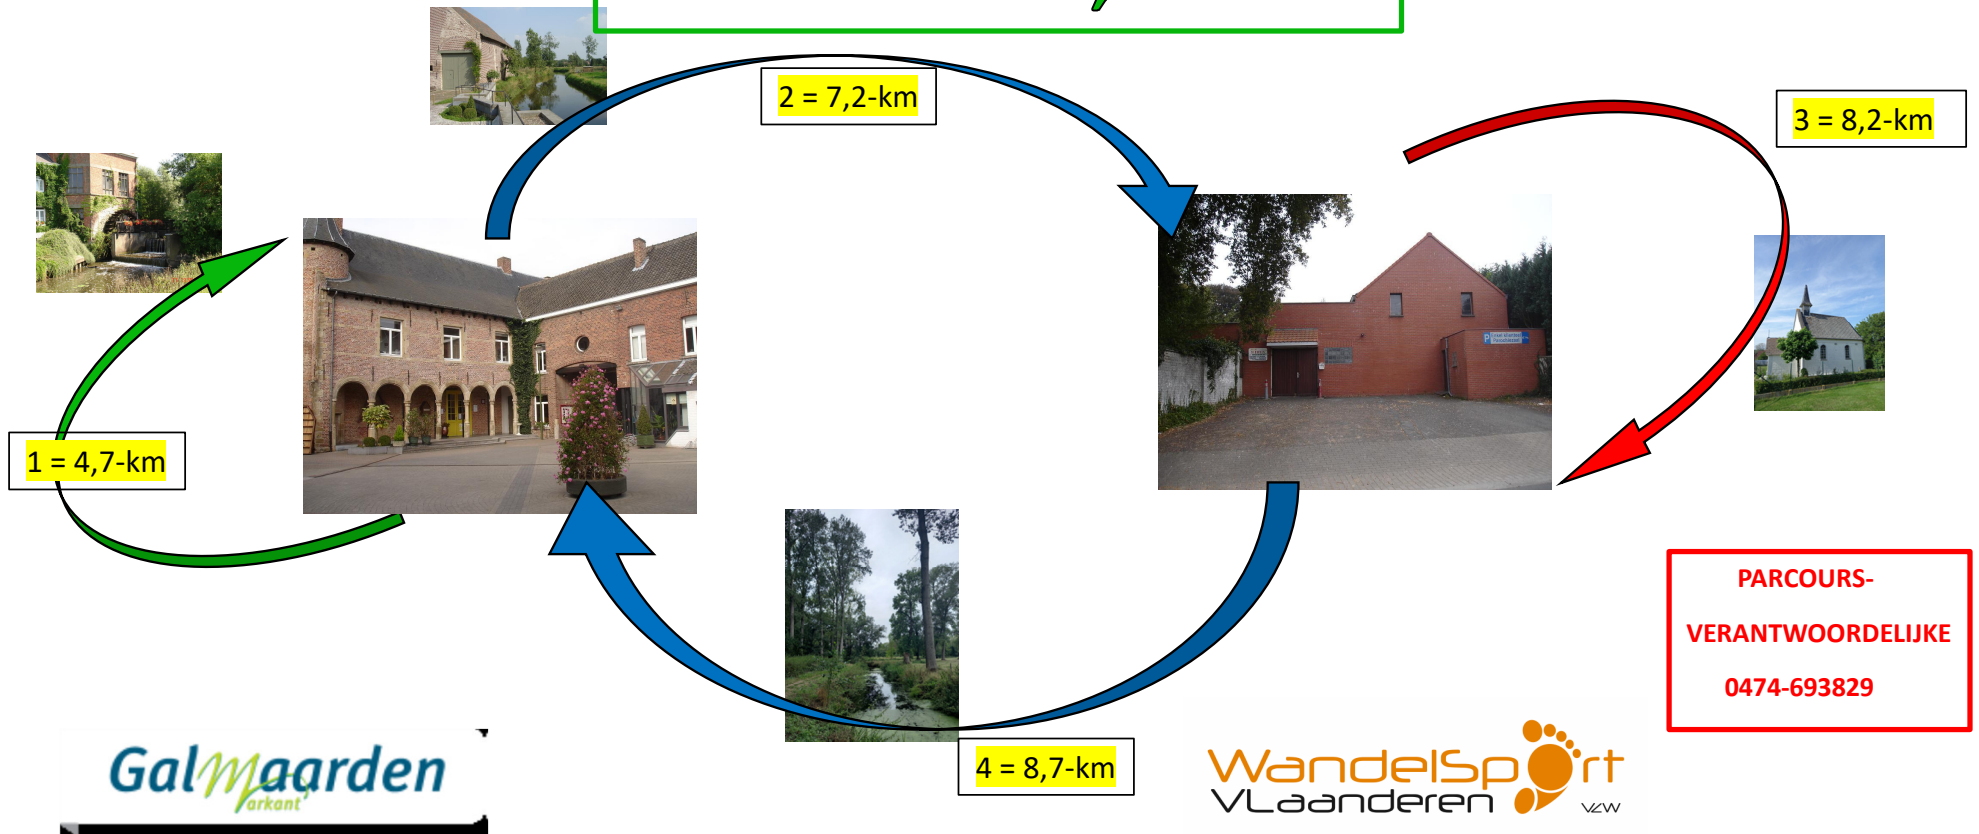 2 = 7,2-km
3 = 8,2-km
1 = 4,7-km
PARCOURS-
VERANTWOORDELIJKE
0474-693829
4 = 8,7-km
Galmaarden
arkant
WandelSport
VLaanderen
vzw